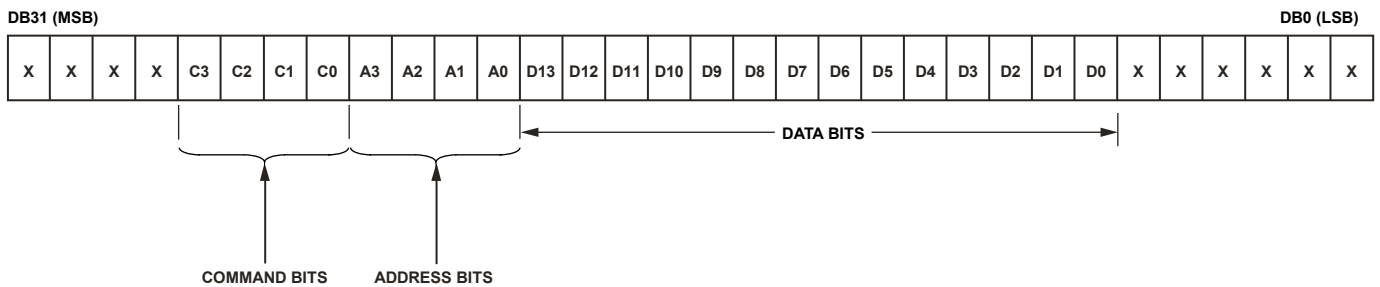 DB31 (MSB) DB0 (LSB)
X X X X C3 C2 C1 C0 A3 A2 A1 A0 D13 D12 D11 D10 D9 D8 D7 D6 D5 D4 D3 D2 D1 D0 X X X X X X
DATA BITS
COMMAND BITS ADDRESS BITS